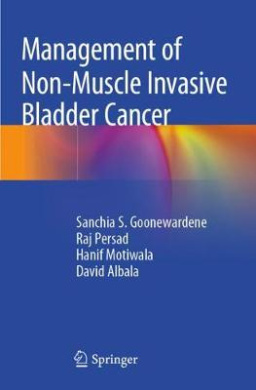 Management of
Non-Muscle Invasive
Bladder Cancer
Sanchia S. Goonewardene
Raj Persad
Hanif Motiwala
David Albala
Springer